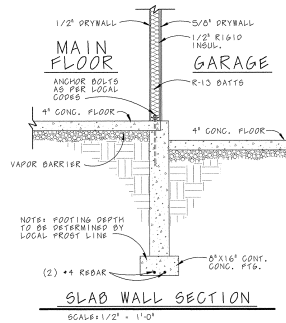 1/2" DRYWALL
5/8" DRYWALL
1/2" RIGID
INSUL.
MAIN
FLOOR
GARAGE
ANCHOR BOLTS
AS PER LOCAL
CODES
R-13 BATTS
4" CONC. FLOOR
4" CONC. FLOOR
VAPOR BARRIER
NOTE: FOOTING DEPTH
TO BE DETERMINED BY
LOCAL FROST LINE
8"X16" CONT.
CONC. FTG.
(2) #4 REBAR
SLAB WALL SECTION
SCALE: 1/2" = 1'-0"